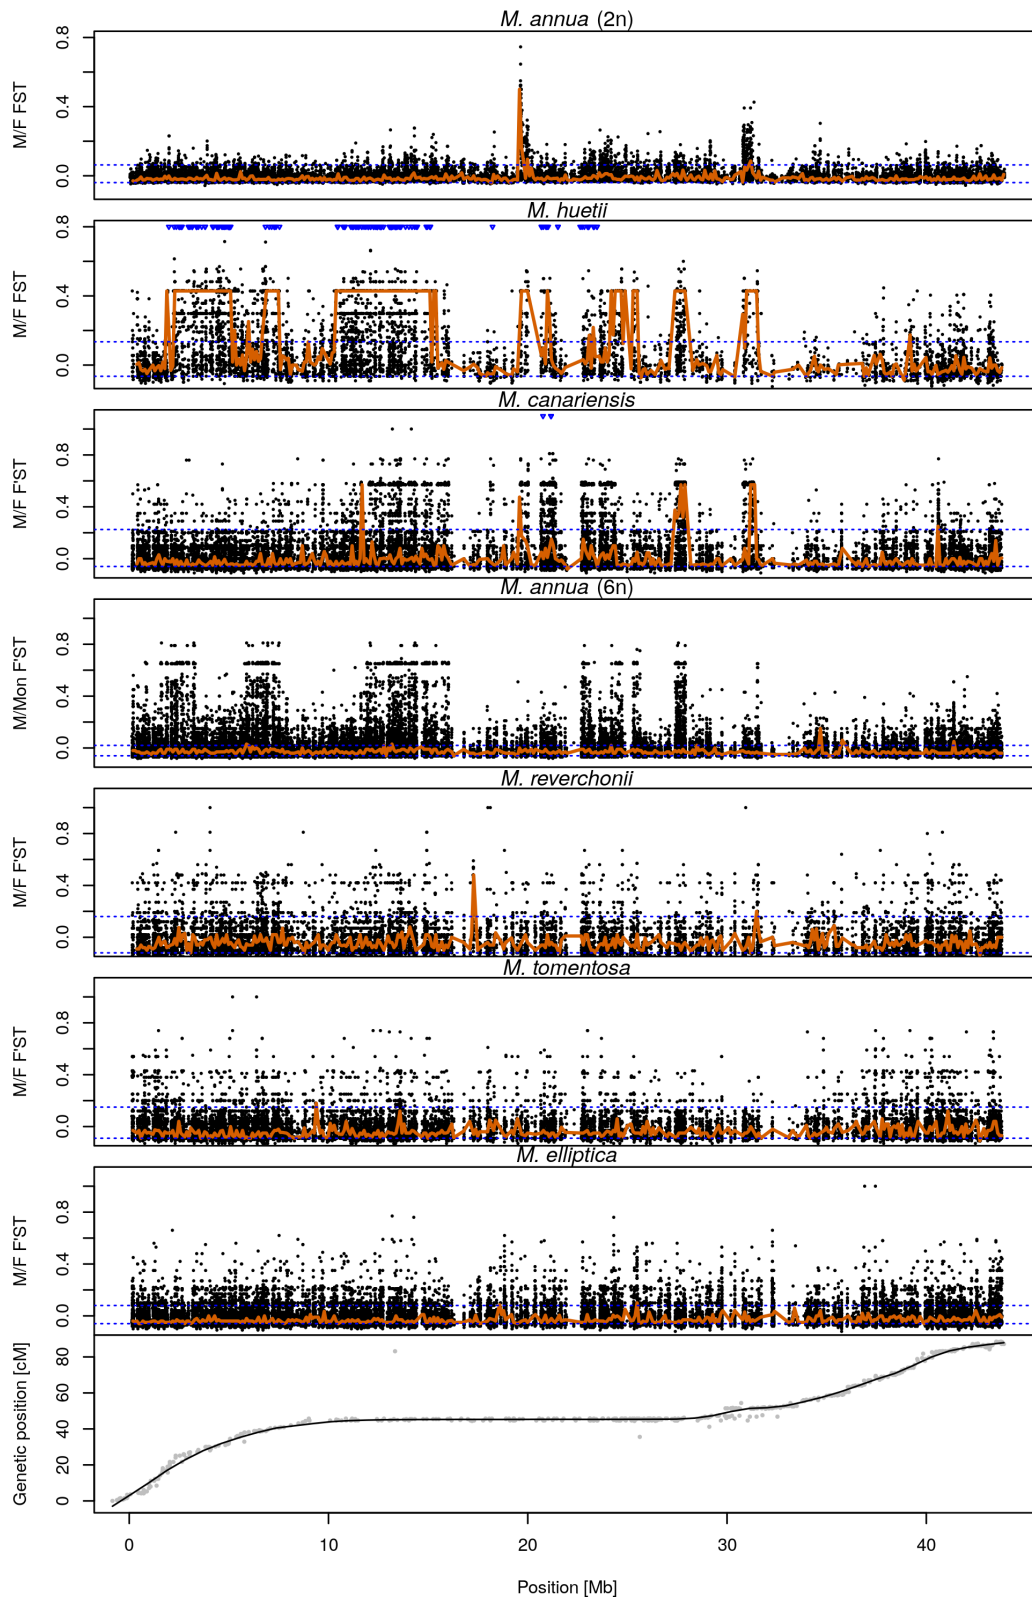 M. annua (2n)
M/F FST
0.0 0.4 0.8
M. huetii
M/F FST
0.0 0.4 0.8
M. canariensis
M/F F'ST
0.0 0.4 0.8
M. annua (6n)
M/Mon F'ST
0.0 0.4 0.8
M. reverchonii
M/F F'ST
0.0 0.4 0.8
M. tomentosa
M/F F'ST
0.0 0.4 0.8
M. elliptica
M/F F'ST
0.0 0.4 0.8
Genetic position [cM]
0 20 40 60 80
0 10 20 30 40
Position [Mb]